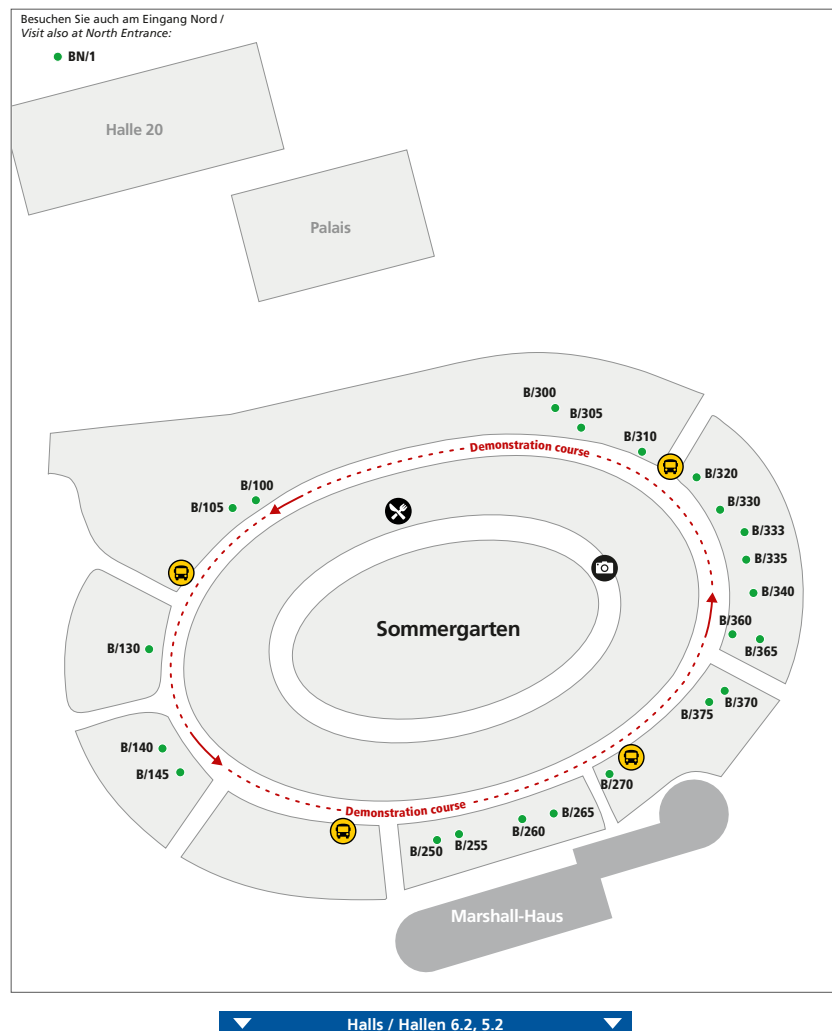 Besuchen Sie auch am Eingang Nord /
Visit also at North Entrance:
BN/1
Halle 20
Palais
B/300
B/305
B/310
Demonstration course
B/320
B/100
B/105
B/330
B/333
B/335
B/340
Sommergarten
B/360
B/365
B/130
B/370
B/375
B/140
B/145
B/270
Demonstration course
B/265
B/260
B/250
B/255
Marshall-Haus
Halls / Hallen 6.2, 5.2